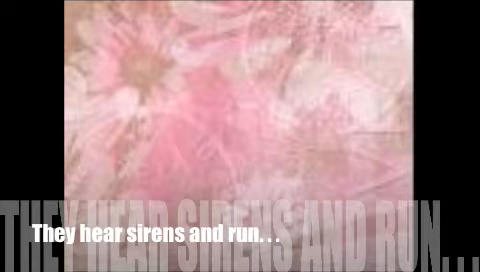 They hear sirens and run. . .
THEY HEAR SIRENS AND RUN. . .